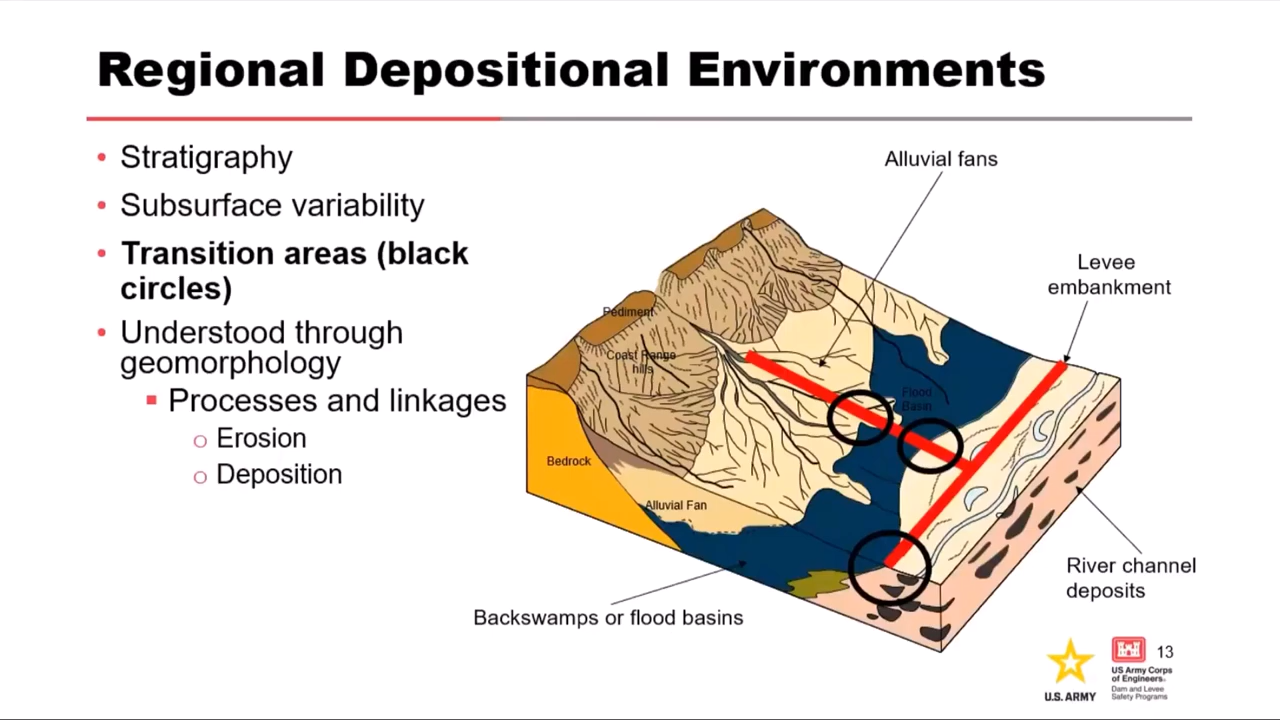 Regional Depositional Environments
• Stratigraphy
• Subsurface variability
• Transition areas (black
circles)
• Understood through
geomorphology
▪ Processes and linkages
o Erosion
o Deposition
Alluvial fans
Levee
embankment
Pediment
Coast Range
hills
Flood
Basin
Bedrock
Alluvial Fan
River channel
deposits
Backswamps or flood basins
U.S. ARMY
US Army Corps
of Engineers®
Dam and Levee
Safety Programs
13